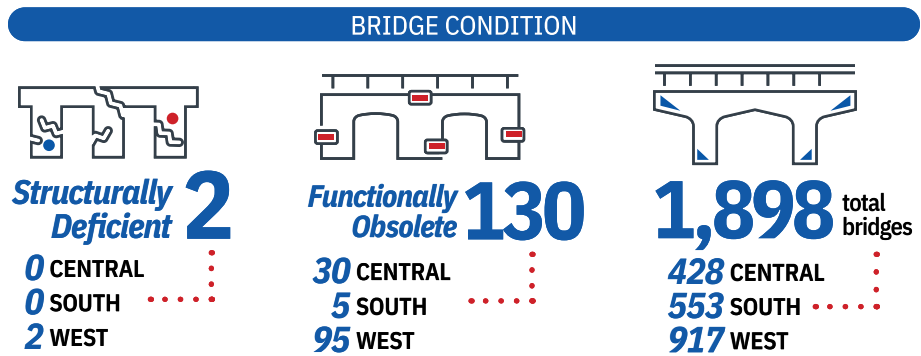 BRIDGE CONDITION
Structurally
Deficient 2
0 CENTRAL
0 SOUTH
2 WEST
Functionally
Obsolete 130
30 CENTRAL
5 SOUTH
95 WEST
1,898 total
bridges
428 CENTRAL
553 SOUTH
917 WEST